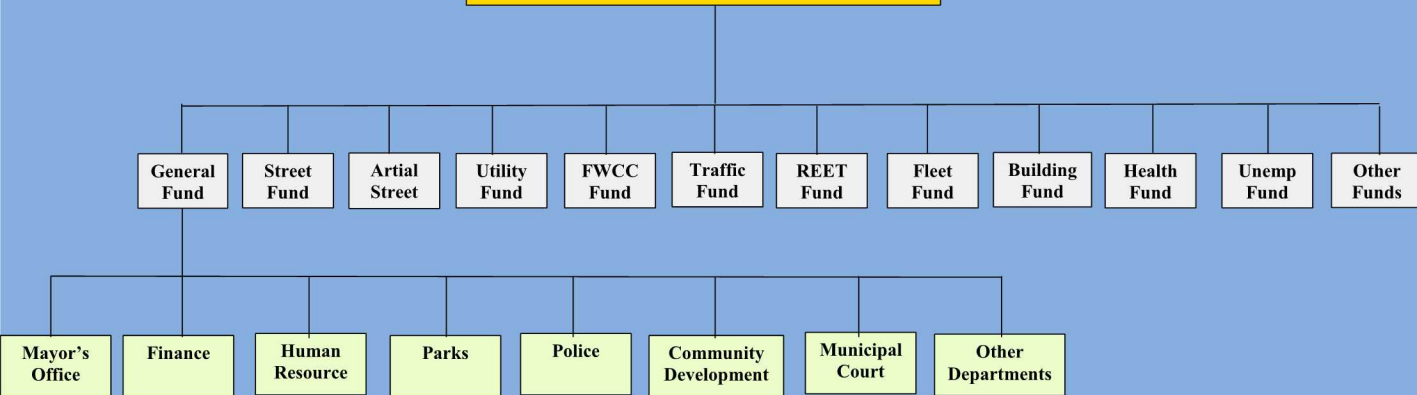 General
Fund
Street
Fund
Artial
Street
Utility
Fund
FWCC
Fund
Traffic
Fund
REET
Fund
Fleet
Fund
Building
Fund
Health
Fund
Unemp
Fund
Other
Funds
Mayor’s
Office
Finance
Human
Resource
Parks
Police
Community
Development
Municipal
Court
Other
Departments